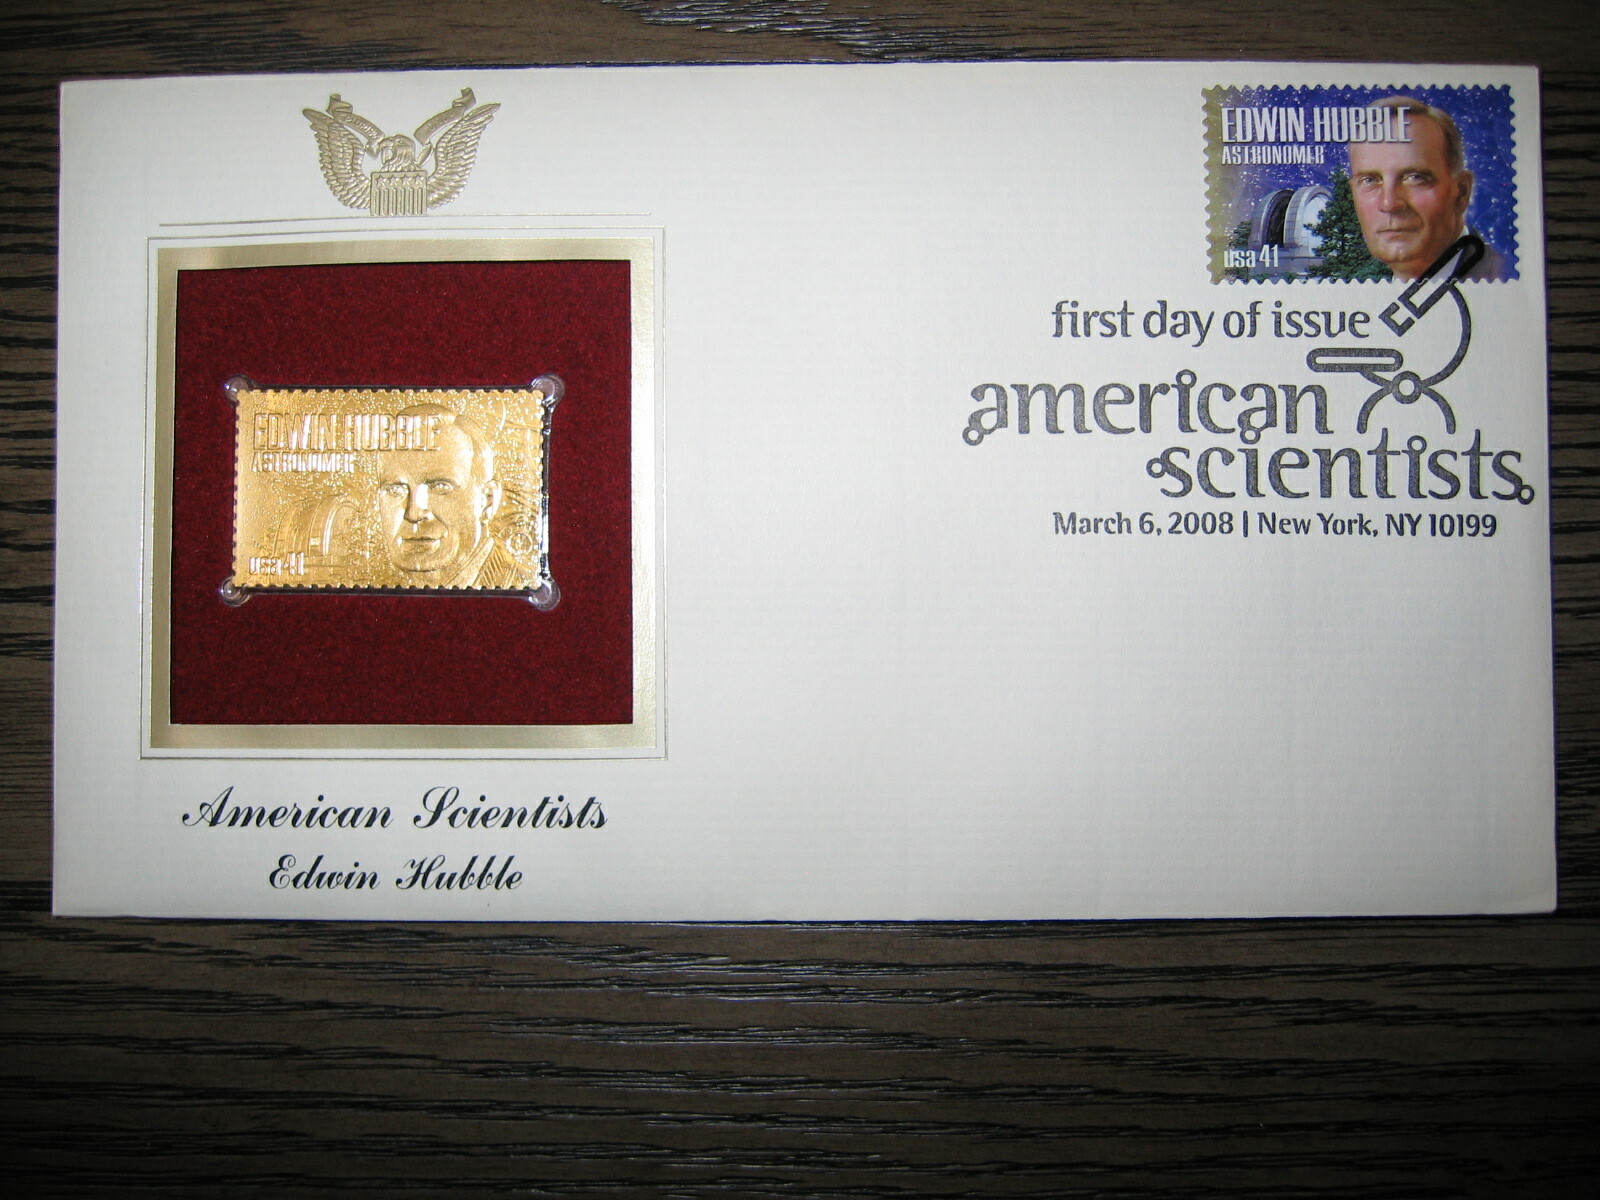 EDWIN HUBBLE
ASTRONOMER
usa 41
first day of issue
american
scientists
March 6, 2008 | New York, NY 10199
EDWIN HUBBLE
ASTRONOMER
usa 41
American Scientists
Edwin Hubble